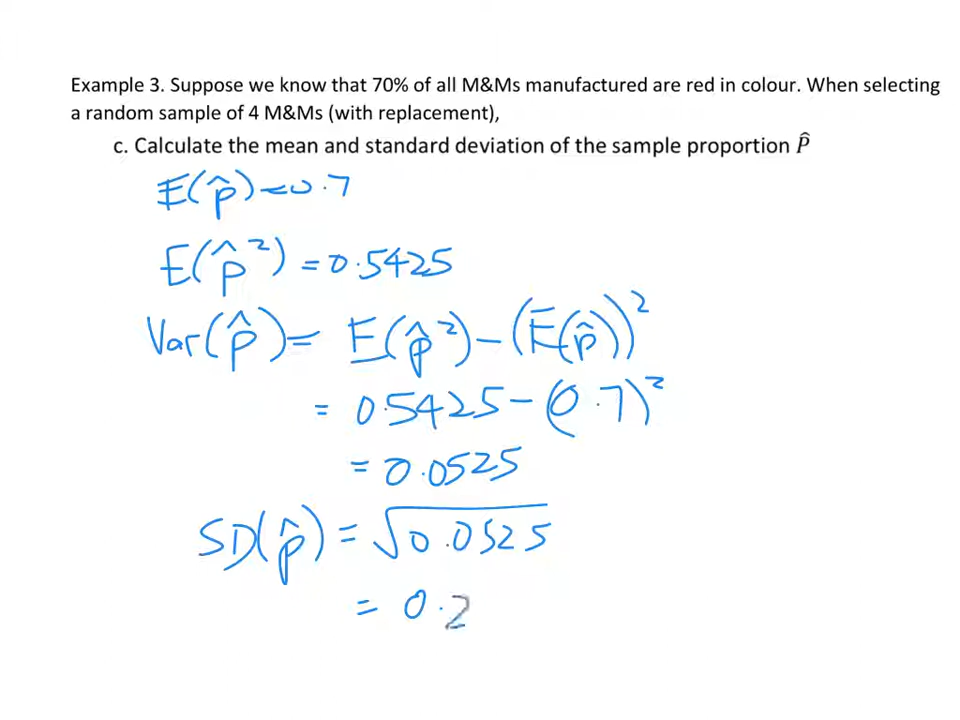 Example 3. Suppose we know that 70% of all M&Ms manufactured are red in colour. When selecting
a random sample of 4 M&Ms (with replacement),
c. Calculate the mean and standard deviation of the sample proportion P̂
E(p̂)=0.7
E(p̂²)=0.5425
Var(p̂)= E(p̂²)-(E(p̂))²
= 0.5425-(0.7)²
= 0.0525
SD(p̂)=√0.0525
= 0.2